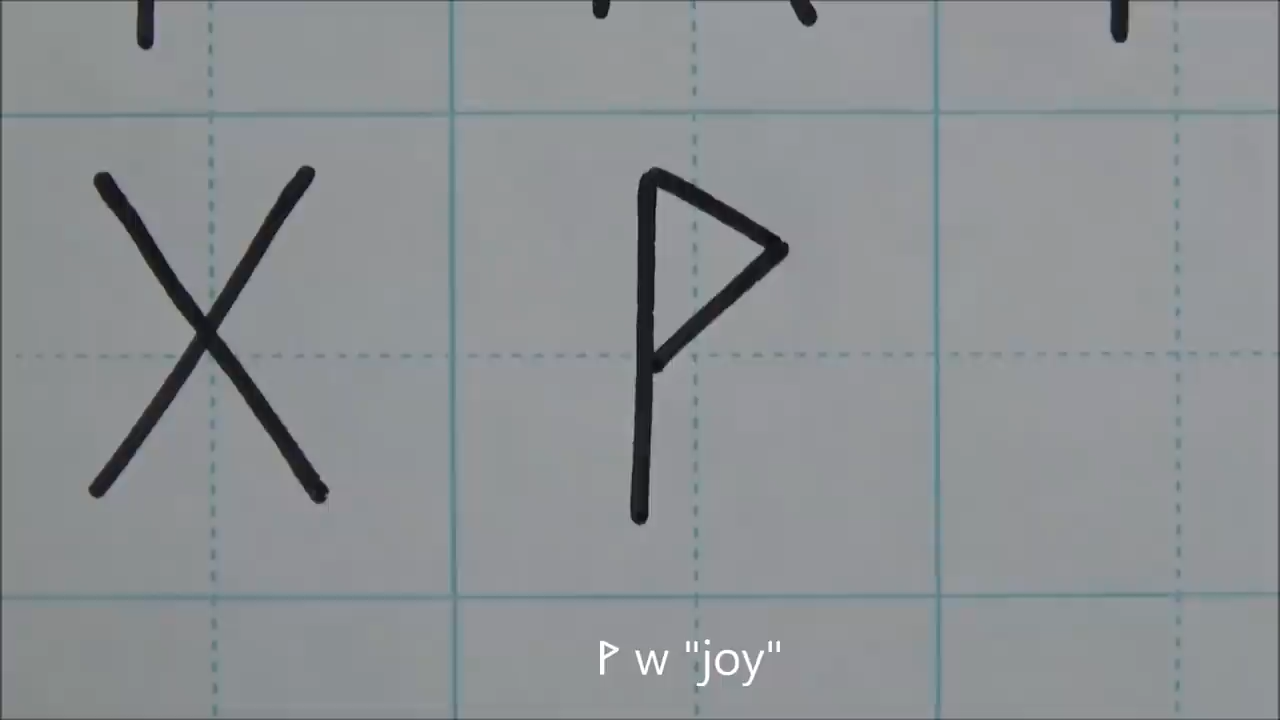 ᚷ ᚹ
ᚹ w "joy"